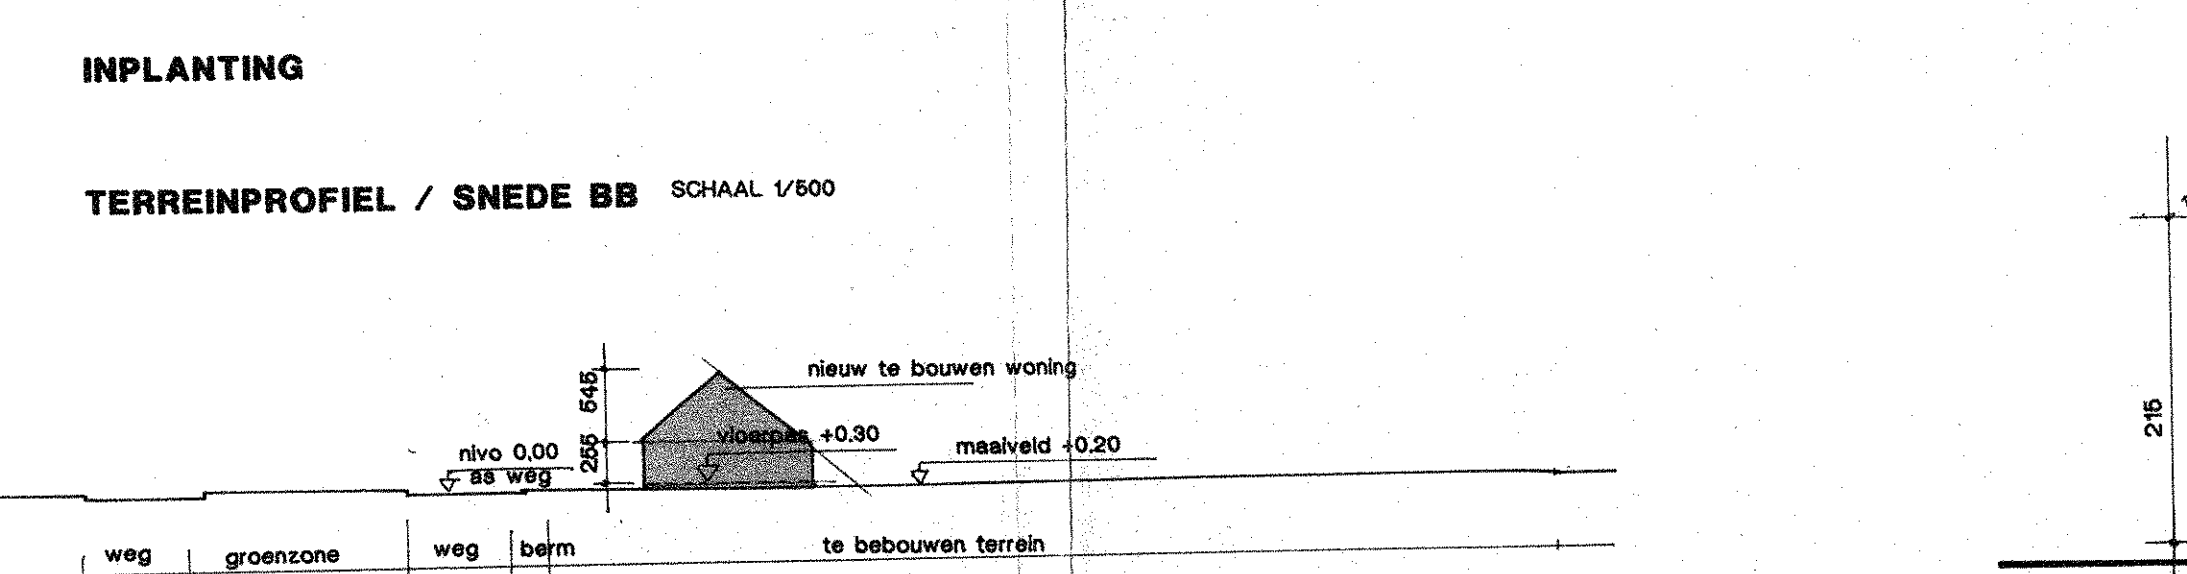 INPLANTING
TERREINPROFIEL / SNEDE BB SCHAAL 1/500
nieuw te bouwen woning
545
255
vloerpas +0.30
maaiveld +0.20
nivo 0,00
as weg
215
weg
groenzone
weg
berm
te bebouwen terrein